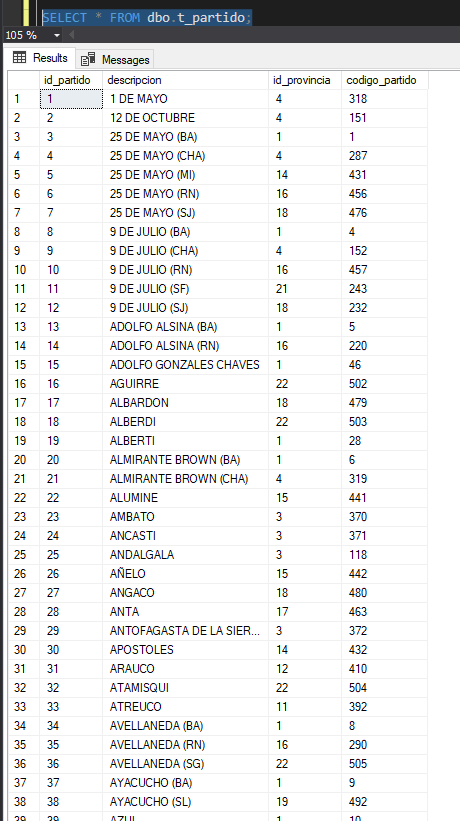 SELECT * FROM dbo.t_partido;
105 %
Results Messages
id_partido descripcion id_provincia codigo_partido
1 1 1 DE MAYO 4 318
2 2 12 DE OCTUBRE 4 151
3 3 25 DE MAYO (BA) 1 1
4 4 25 DE MAYO (CHA) 4 287
5 5 25 DE MAYO (MI) 14 431
6 6 25 DE MAYO (RN) 16 456
7 7 25 DE MAYO (SJ) 18 476
8 8 9 DE JULIO (BA) 1 4
9 9 9 DE JULIO (CHA) 4 152
10 10 9 DE JULIO (RN) 16 457
11 11 9 DE JULIO (SF) 21 243
12 12 9 DE JULIO (SJ) 18 232
13 13 ADOLFO ALSINA (BA) 1 5
14 14 ADOLFO ALSINA (RN) 16 220
15 15 ADOLFO GONZALES CHAVES 1 46
16 16 AGUIRRE 22 502
17 17 ALBARDON 18 479
18 18 ALBERDI 22 503
19 19 ALBERTI 1 28
20 20 ALMIRANTE BROWN (BA) 1 6
21 21 ALMIRANTE BROWN (CHA) 4 319
22 22 ALUMINE 15 441
23 23 AMBATO 3 370
24 24 ANCASTI 3 371
25 25 ANDALGALA 3 118
26 26 AÑELO 15 442
27 27 ANGACO 18 480
28 28 ANTA 17 463
29 29 ANTOFAGASTA DE LA SIER... 3 372
30 30 APOSTOLES 14 432
31 31 ARAUCO 12 410
32 32 ATAMISQUI 22 504
33 33 ATREUCO 11 392
34 34 AVELLANEDA (BA) 1 8
35 35 AVELLANEDA (RN) 16 290
36 36 AVELLANEDA (SG) 22 505
37 37 AYACUCHO (BA) 1 9
38 38 AYACUCHO (SL) 19 492
39 39 AZUL 1 10